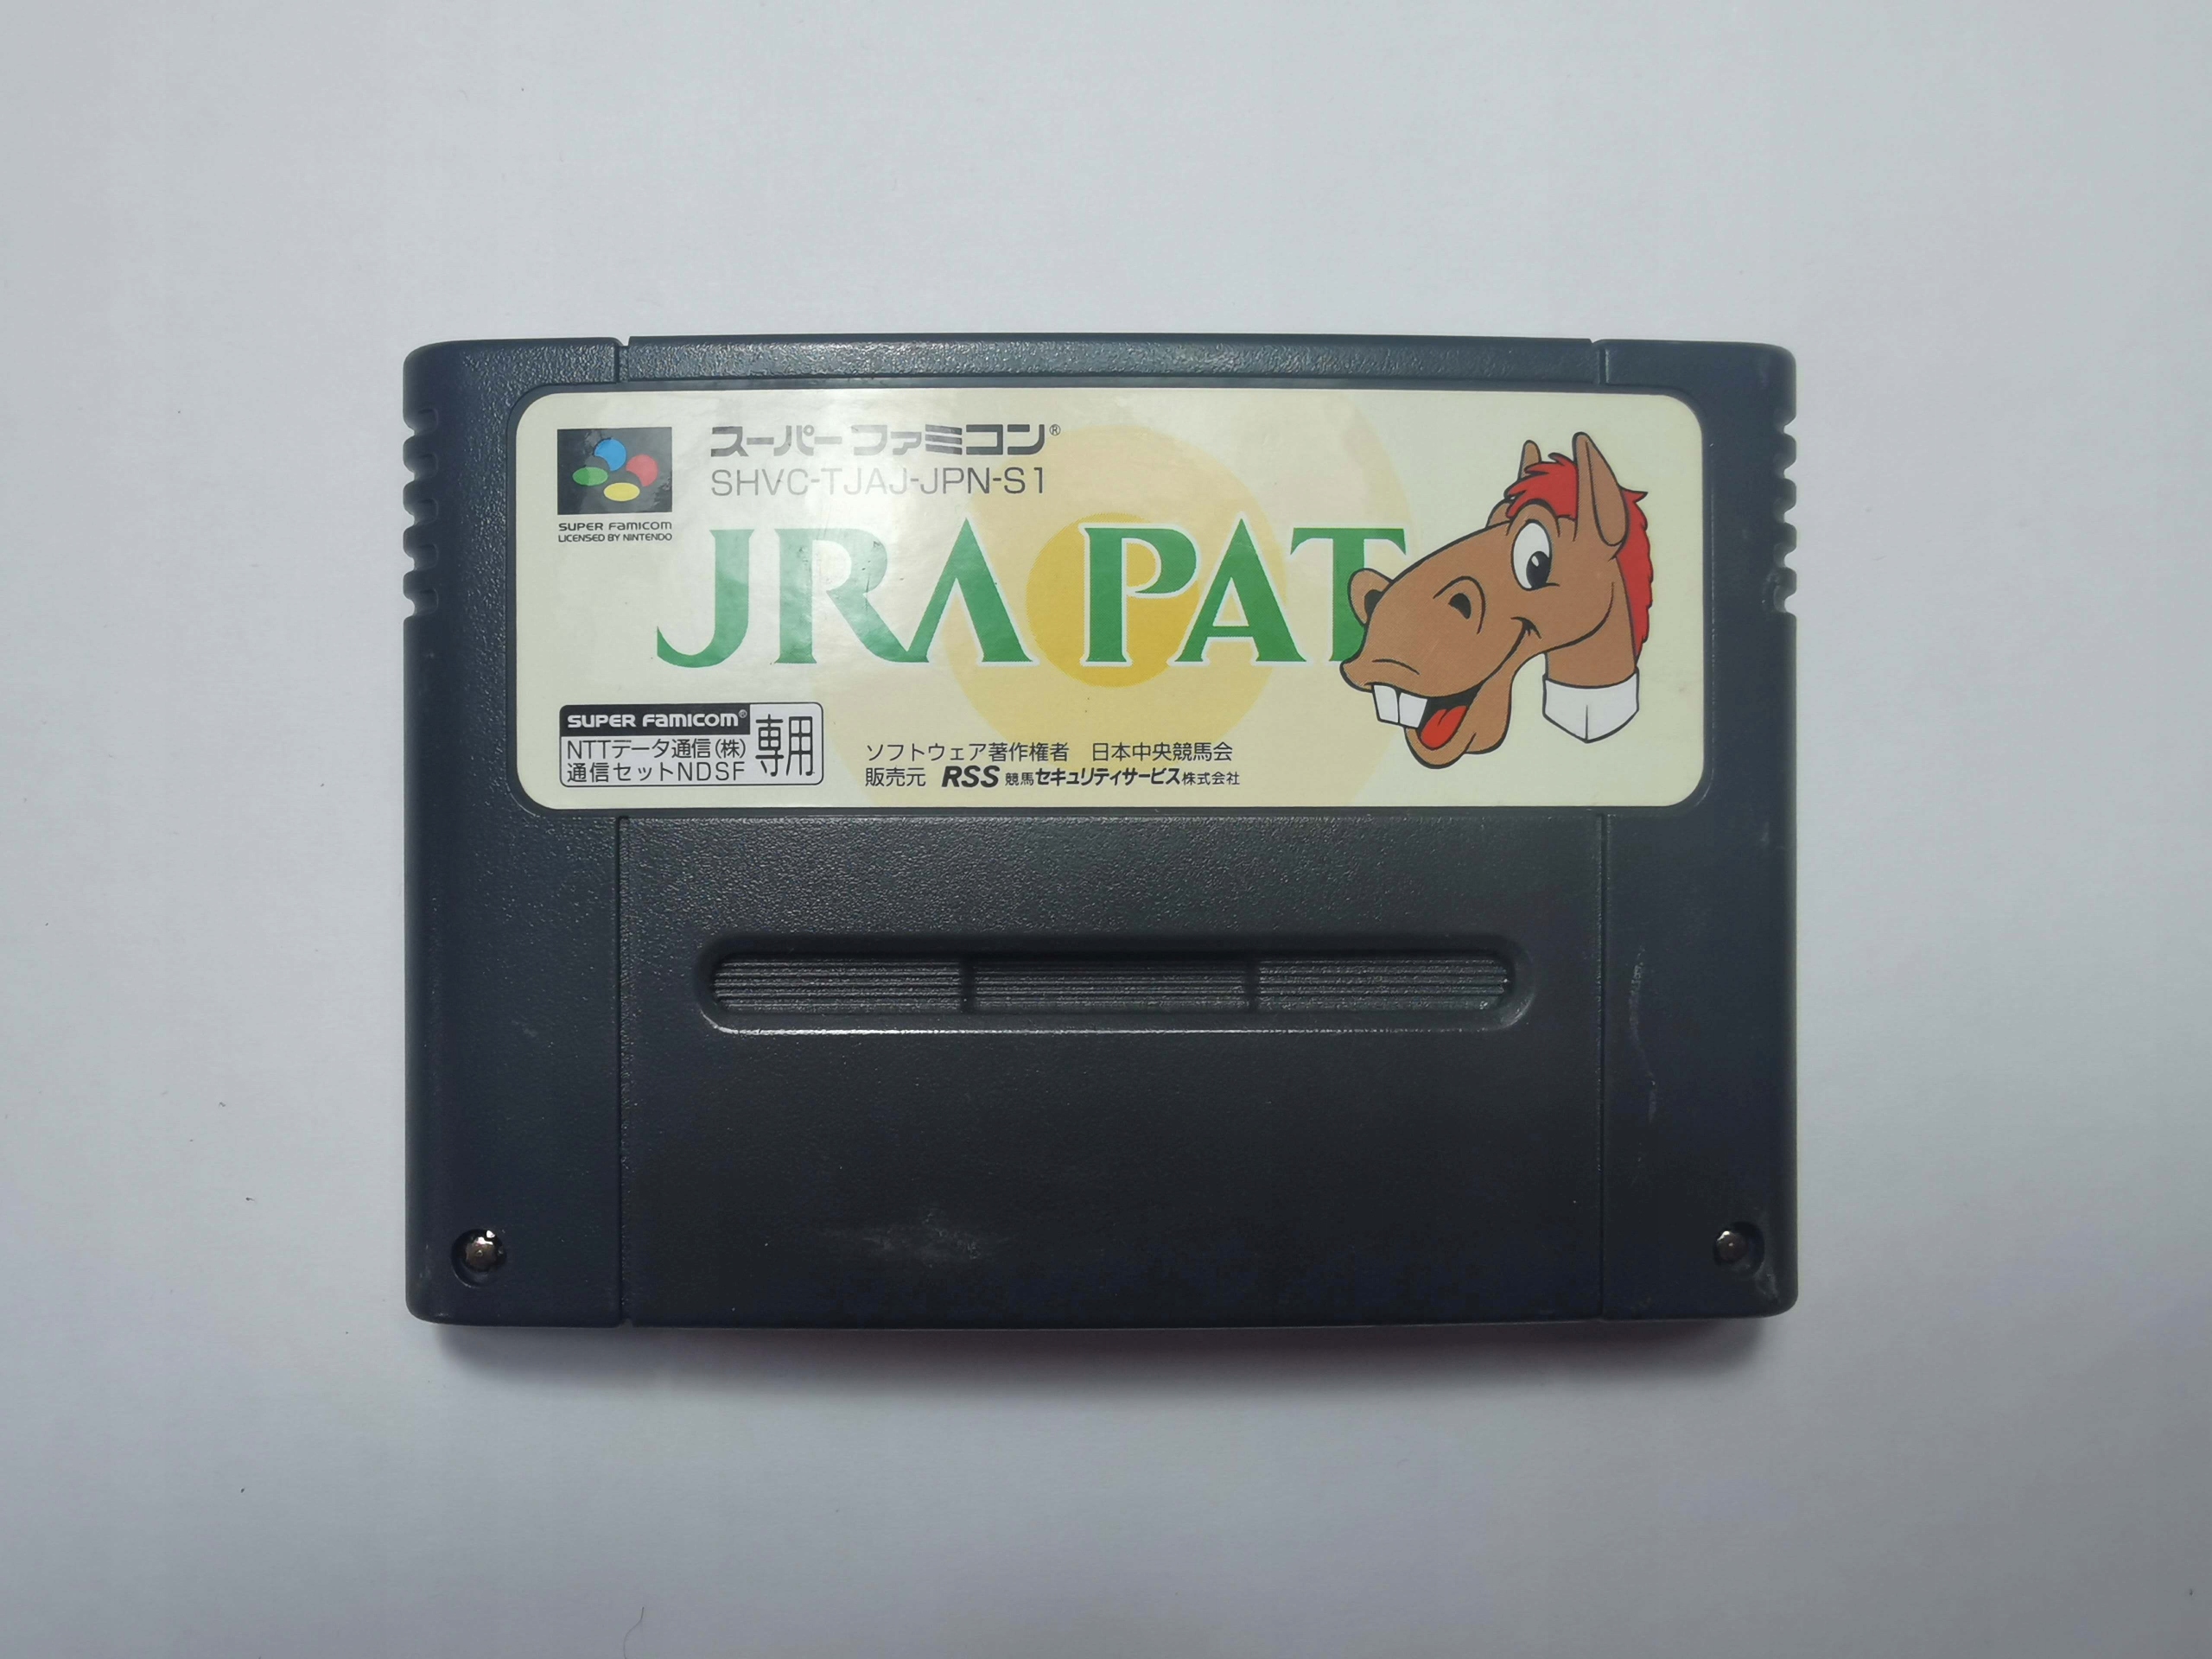 スーパーファミコン®
SHVC-TJAJ-JPN-S1
SUPER FAMICOM
LICENSED BY NINTENDO
JRA PAT
SUPER FAMICOM®
NTTデータ通信(株)
通信セットNDSF
専用
ソフトウェア著作権者 日本中央競馬会
販売元 RSS 競馬セキュリティサービス株式会社